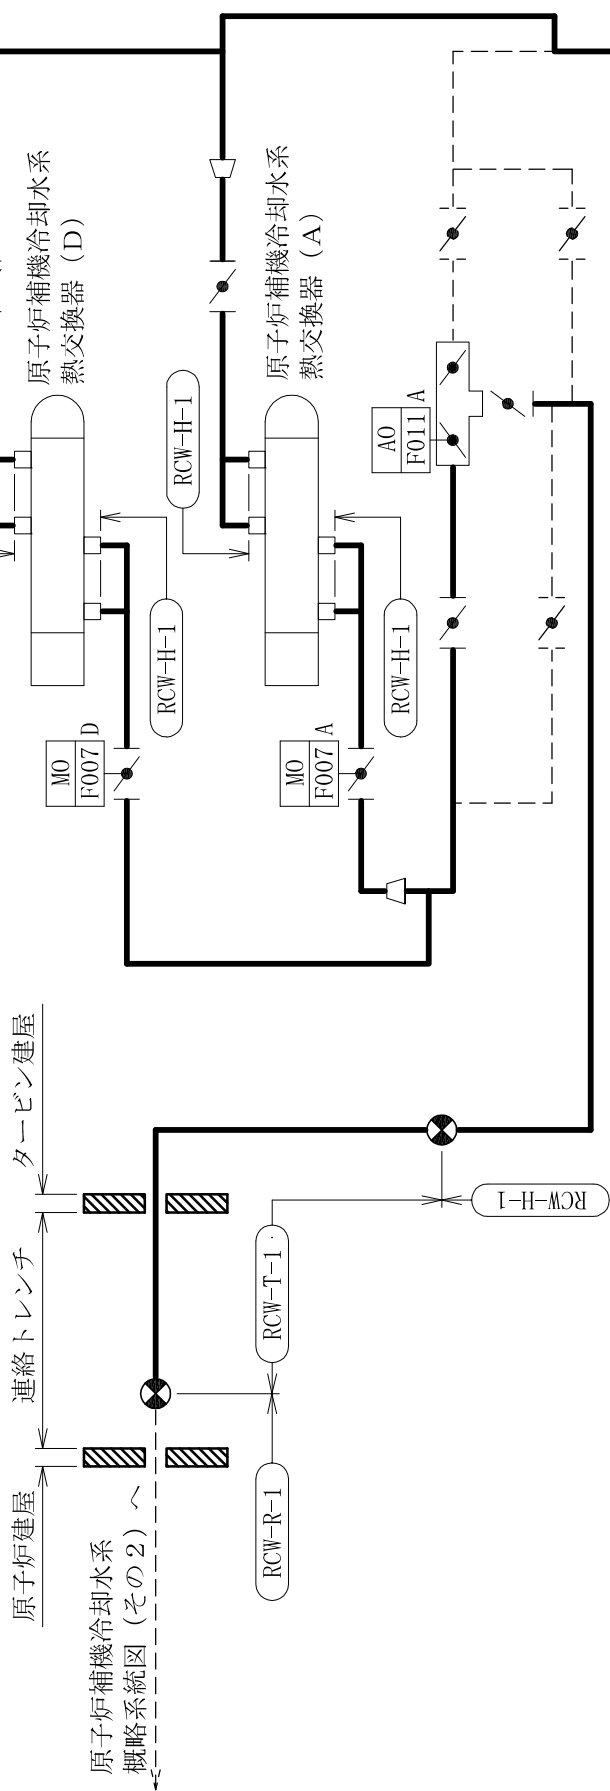 原子炉補機冷却水系
熱交換器（D）
原子炉補機冷却水系
熱交換器（A）
RCW-H-1
RCW-H-1
RCW-H-1
AO
F011
A
MO
F007
D
MO
F007
A
原子炉建屋
連絡トレンチ
タービン建屋
RCW-R-1
RCW-T-1
RCW-H-1
原子炉補機冷却水系
概略系統図（その２）へ